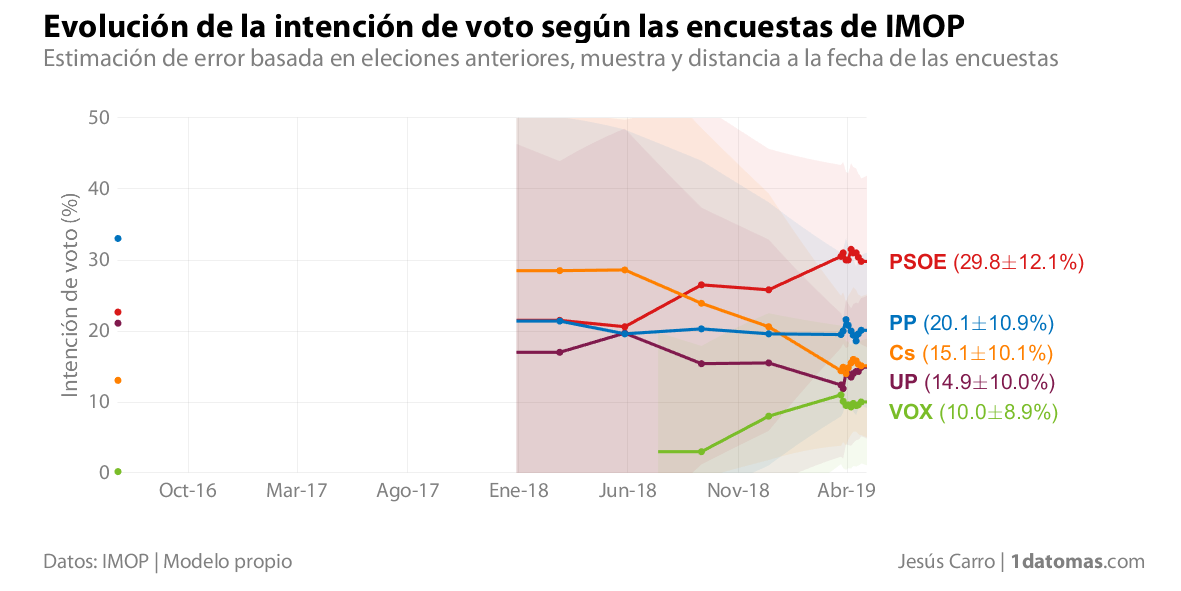 Evolución de la intención de voto según las encuestas de IMOP
Estimación de error basada en eleciones anteriores, muestra y distancia a la fecha de las encuestas
Intención de voto (%)
50
40
30
20
10
0
Oct-16 Mar-17 Ago-17 Ene-18 Jun-18 Nov-18 Abr-19
PSOE (29.8±12.1%)
PP (20.1±10.9%)
Cs (15.1±10.1%)
UP (14.9±10.0%)
VOX (10.0±8.9%)
Datos: IMOP | Modelo propio
Jesús Carro | 1datomas.com